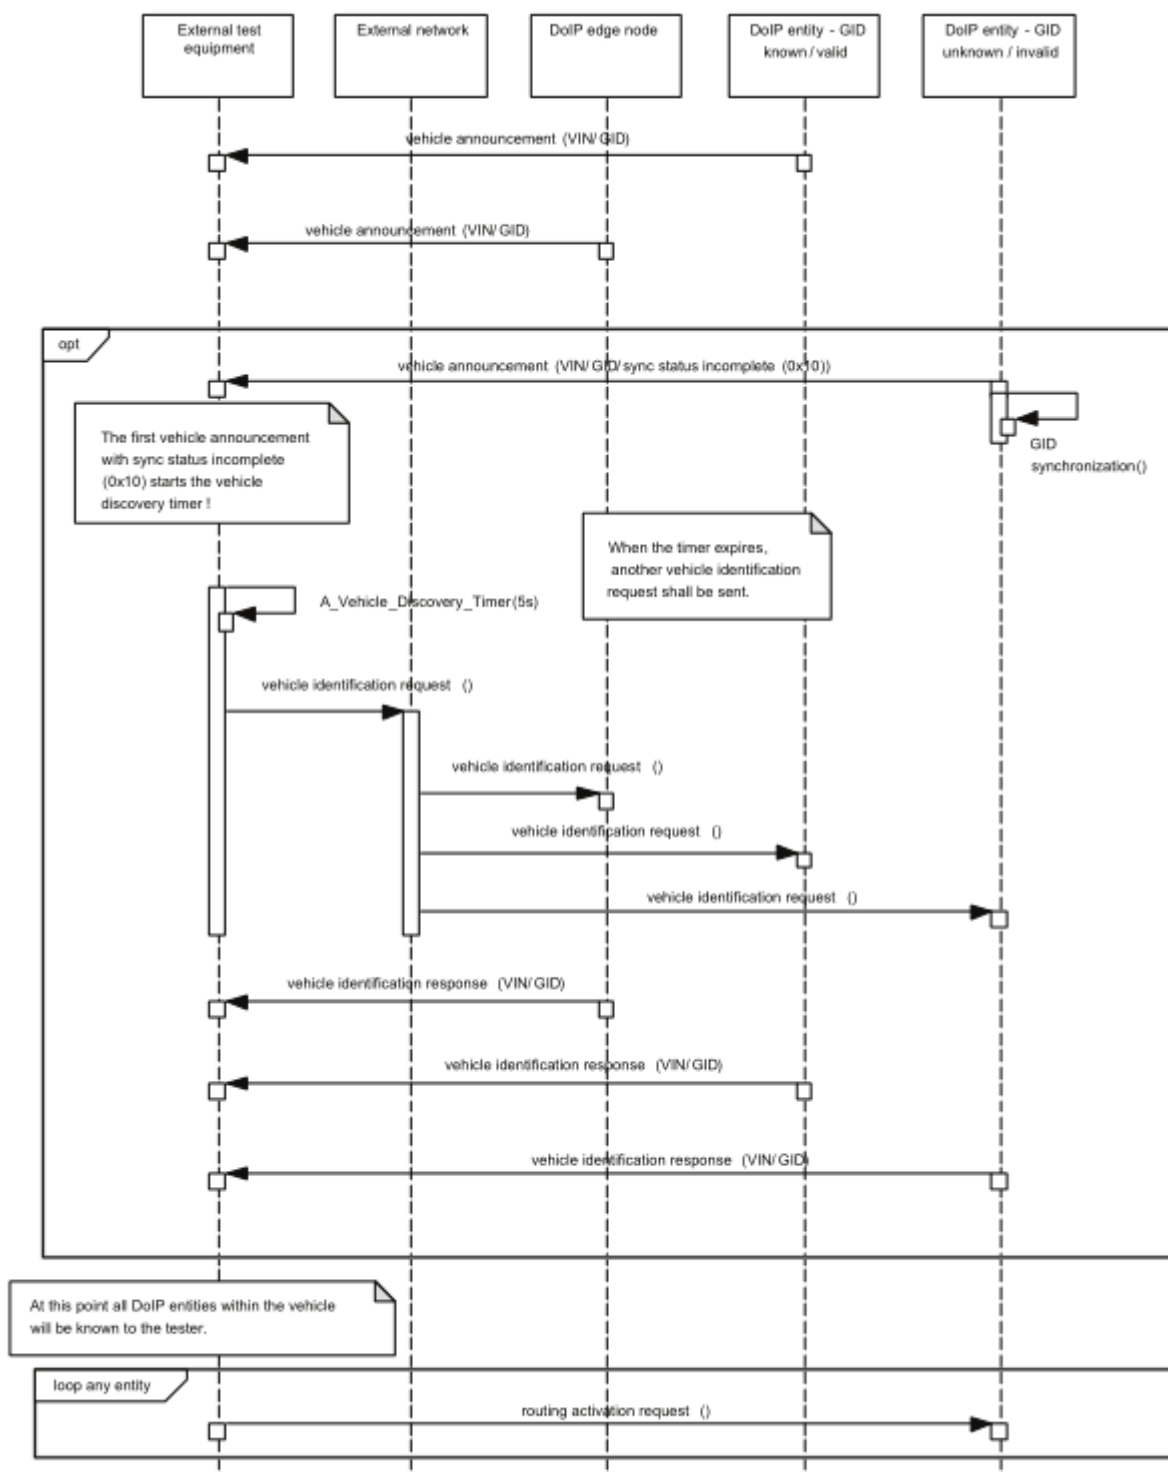 External test
equipment
External network
DoIP edge node
DoIP entity - GID
known / valid
DoIP entity - GID
unknown / invalid
vehicle announcement (VIN/ GID)
vehicle announcement (VIN/ GID)
opt
vehicle announcement (VIN/ GID/ sync status incomplete (0x10))
The first vehicle announcement
with sync status incomplete
(0x10) starts the vehicle
discovery timer !
GID
synchronization()
When the timer expires,
another vehicle identification
request shall be sent.
A_Vehicle_Discovery_Timer(5s)
vehicle identification request ()
vehicle identification request ()
vehicle identification request ()
vehicle identification request ()
vehicle identification response (VIN/ GID)
vehicle identification response (VIN/ GID)
vehicle identification response (VIN/ GID)
At this point all DoIP entities within the vehicle
will be known to the tester.
loop any entity
routing activation request ()